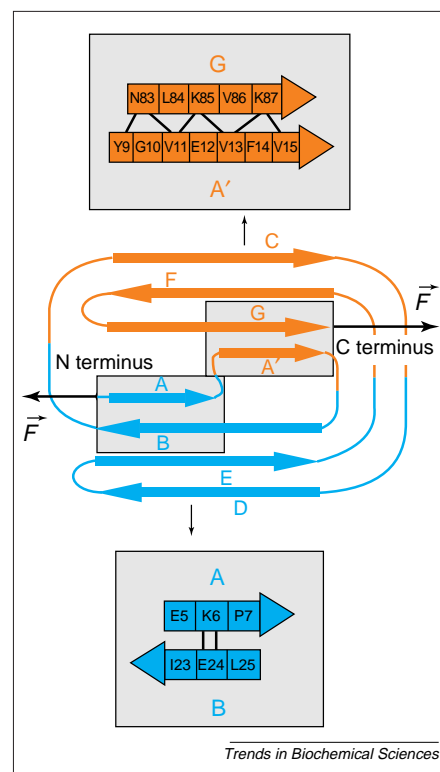 G
N83 L84 K85 V86 K87
Y9 G10 V11 E12 V13 F14 V15
A′
C
F
F
G
N terminus
C terminus
A
A′
F
B
E
D
A
E5 K6 P7
I23 E24 L25
B
Trends in Biochemical Sciences